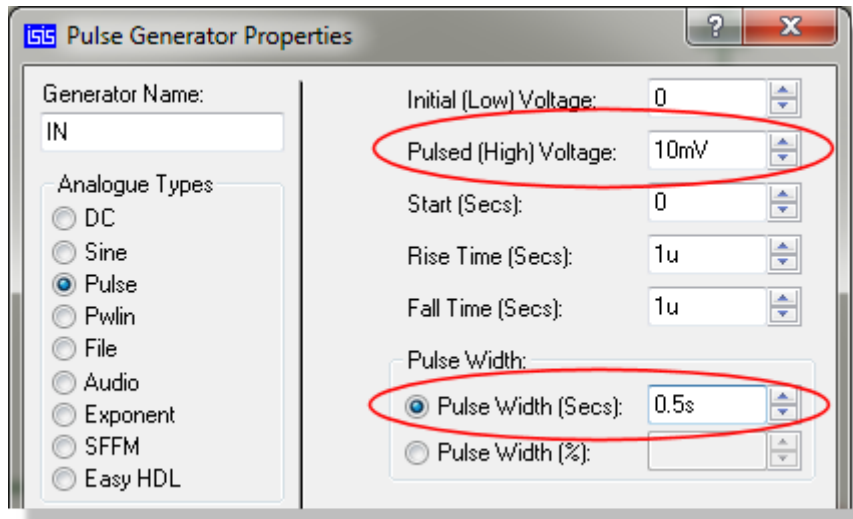 isis Pulse Generator Properties
?
X
Generator Name:
IN
Analogue Types
DC
Sine
Pulse
Pwlin
File
Audio
Exponent
SFFM
Easy HDL
Initial (Low) Voltage: 0
Pulsed (High) Voltage: 10mV
Start (Secs): 0
Rise Time (Secs): 1u
Fall Time (Secs): 1u
Pulse Width:
Pulse Width (Secs): 0.5s
Pulse Width (%):